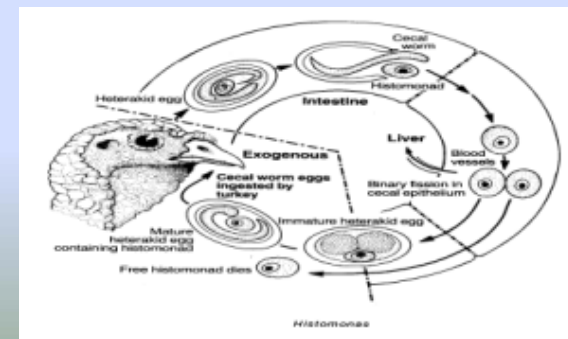 Cecal
worm
Histomonad
Heterakid egg
Intestine
Liver
Blood
vessels
Exogenous
Cecal worm eggs
ingested by
turkey
Binary fission in
cecal epithelium
Immature heterakid egg
Mature
heterakid egg
containing histomonad
Free histomonad dies
Histomonas